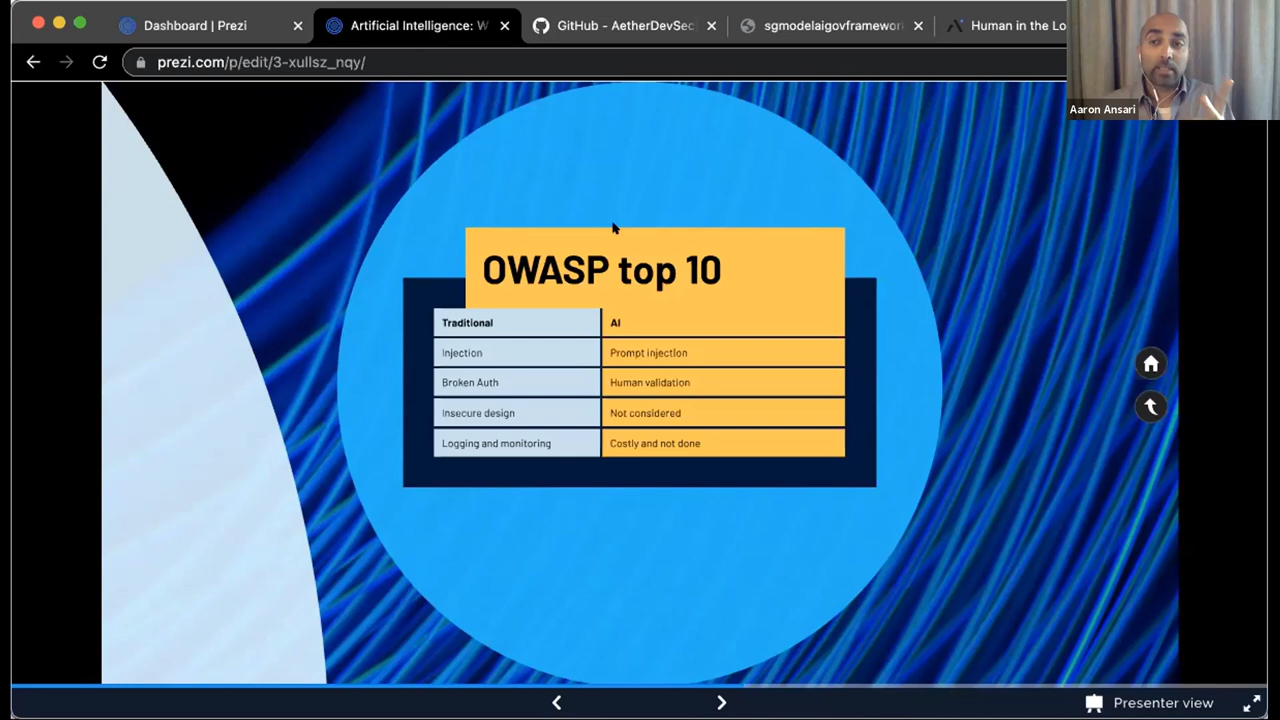 Dashboard | Prezi
Artificial Intelligence: W
GitHub - AetherDevSec
sgmodelaigovframework
Human in the Lo
prezi.com/p/edit/3-xullsz_nqy/
Aaron Ansari
OWASP top 10
Traditional AI
Injection Prompt injection
Broken Auth Human validation
Insecure design Not considered
Logging and monitoring Costly and not done
Presenter view